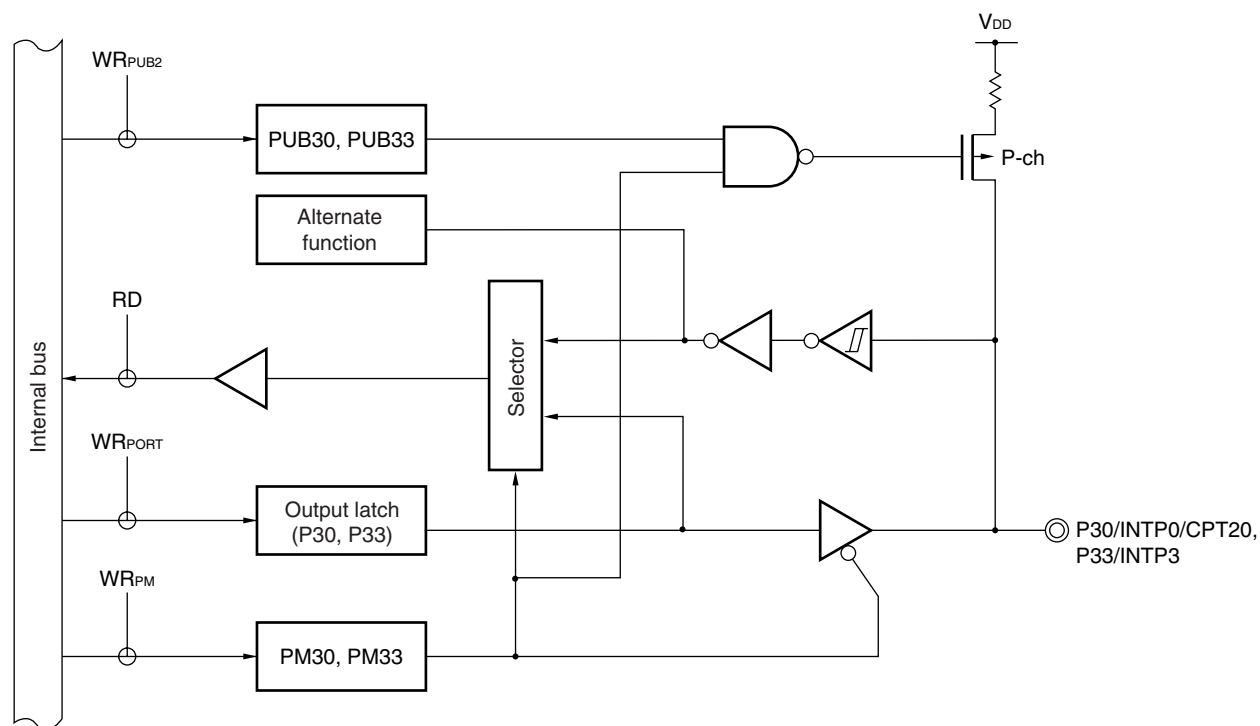 VDD
WRPUB2
PUB30, PUB33
P-ch
Alternate
function
RD
Selector
Internal bus
WRPORT
Output latch
(P30, P33)
P30/INTP0/CPT20,
P33/INTP3
WRPM
PM30, PM33